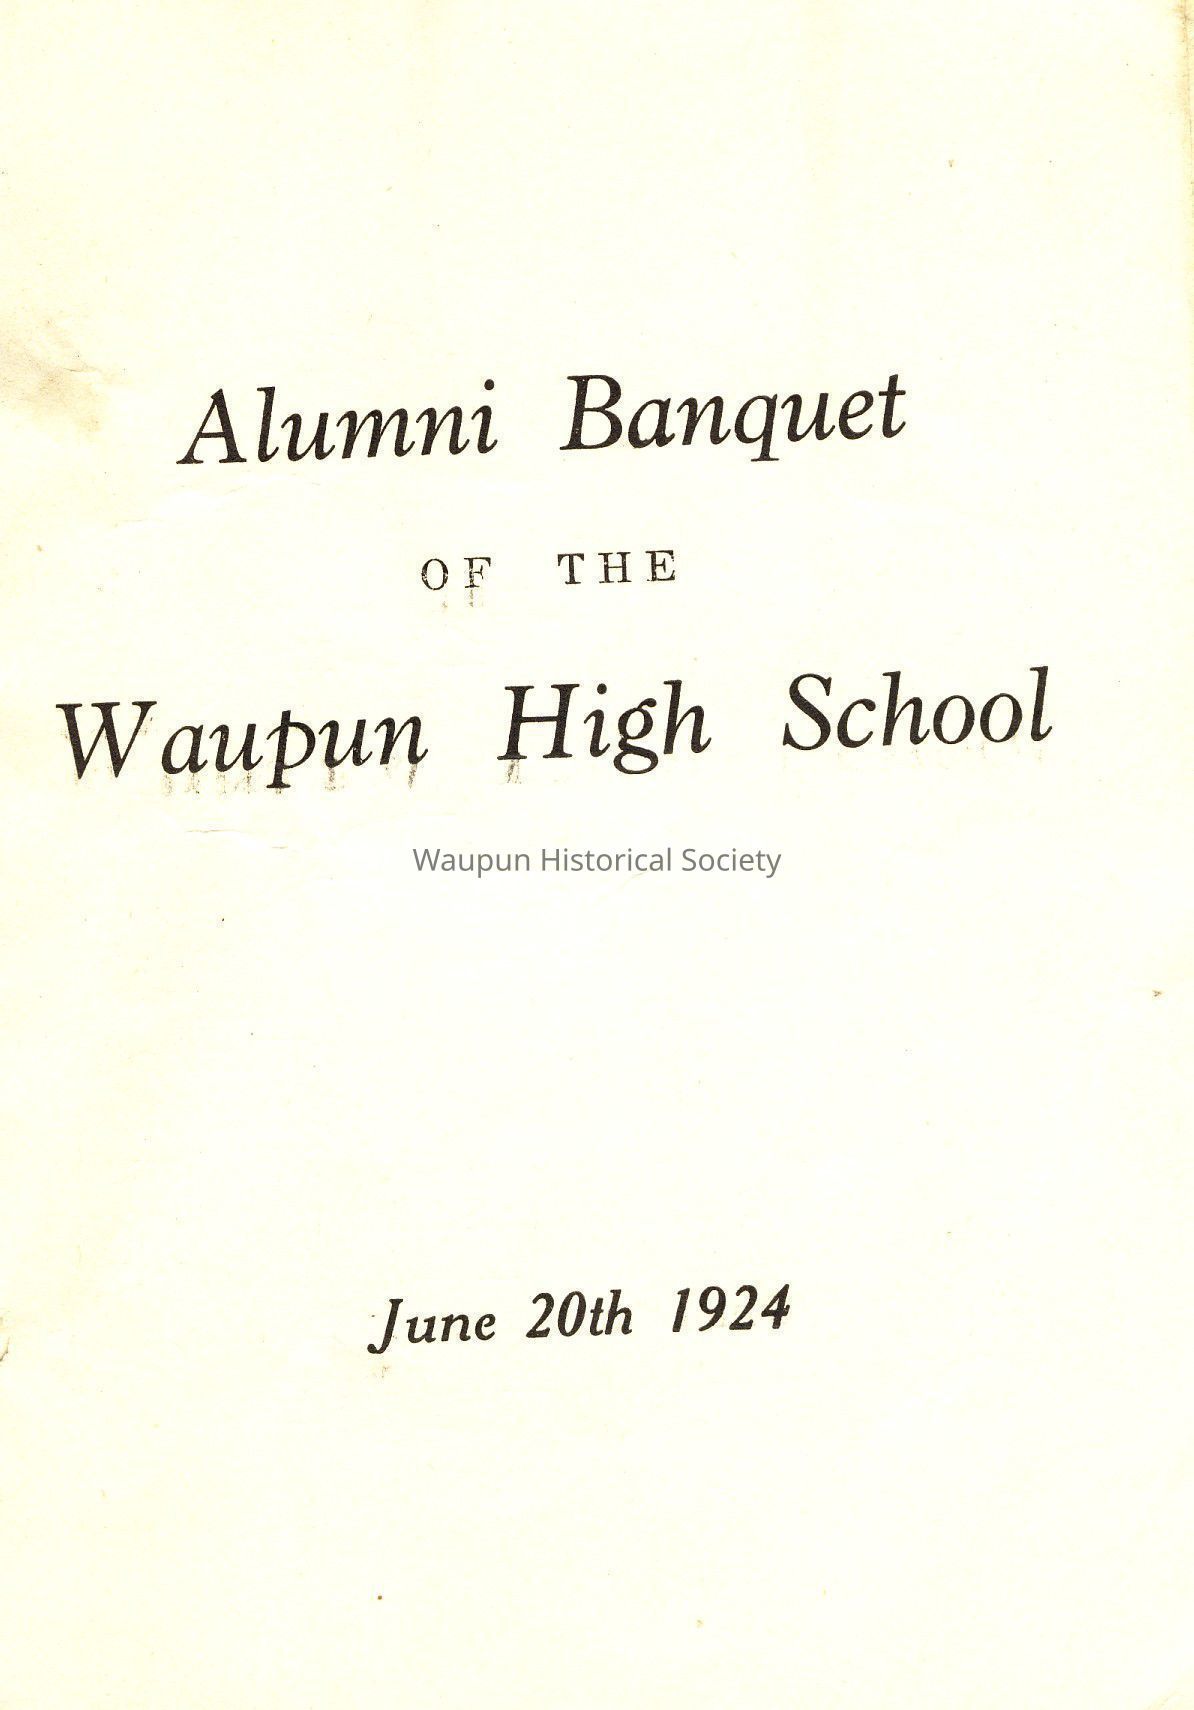 Alumni Banquet
OF THE
Waupun High School
Waupun Historical Society
June 20th 1924